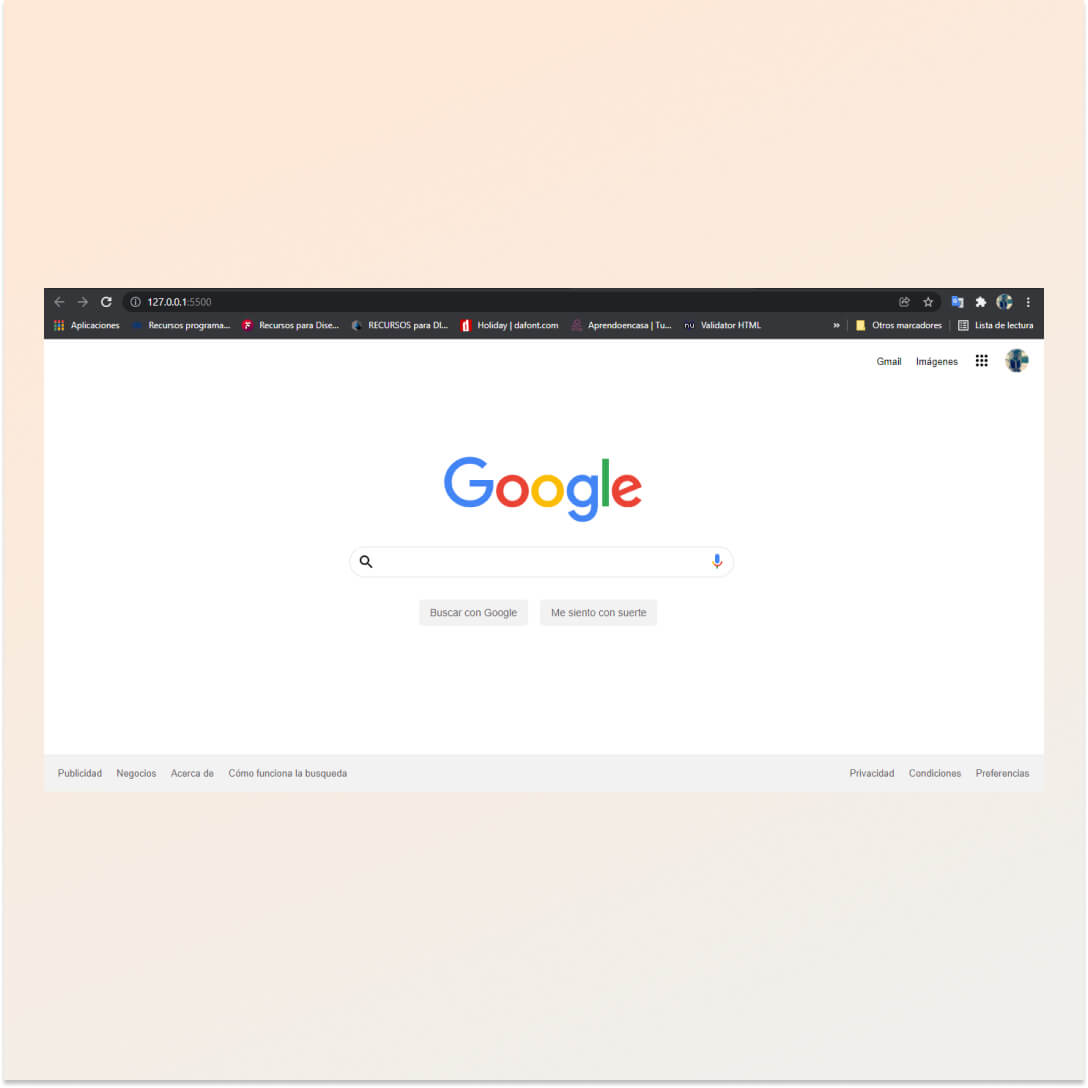 127.0.0.1:5500
Aplicaciones Recursos programa... Recursos para Dise... RECURSOS para DI... Holiday | dafont.com Aprendoencasa | Tu... nu Validator HTML » Otros marcadores Lista de lectura
Gmail Imágenes
Google
Buscar con Google Me siento con suerte
Publicidad Negocios Acerca de Cómo funciona la busqueda Privacidad Condiciones Preferencias